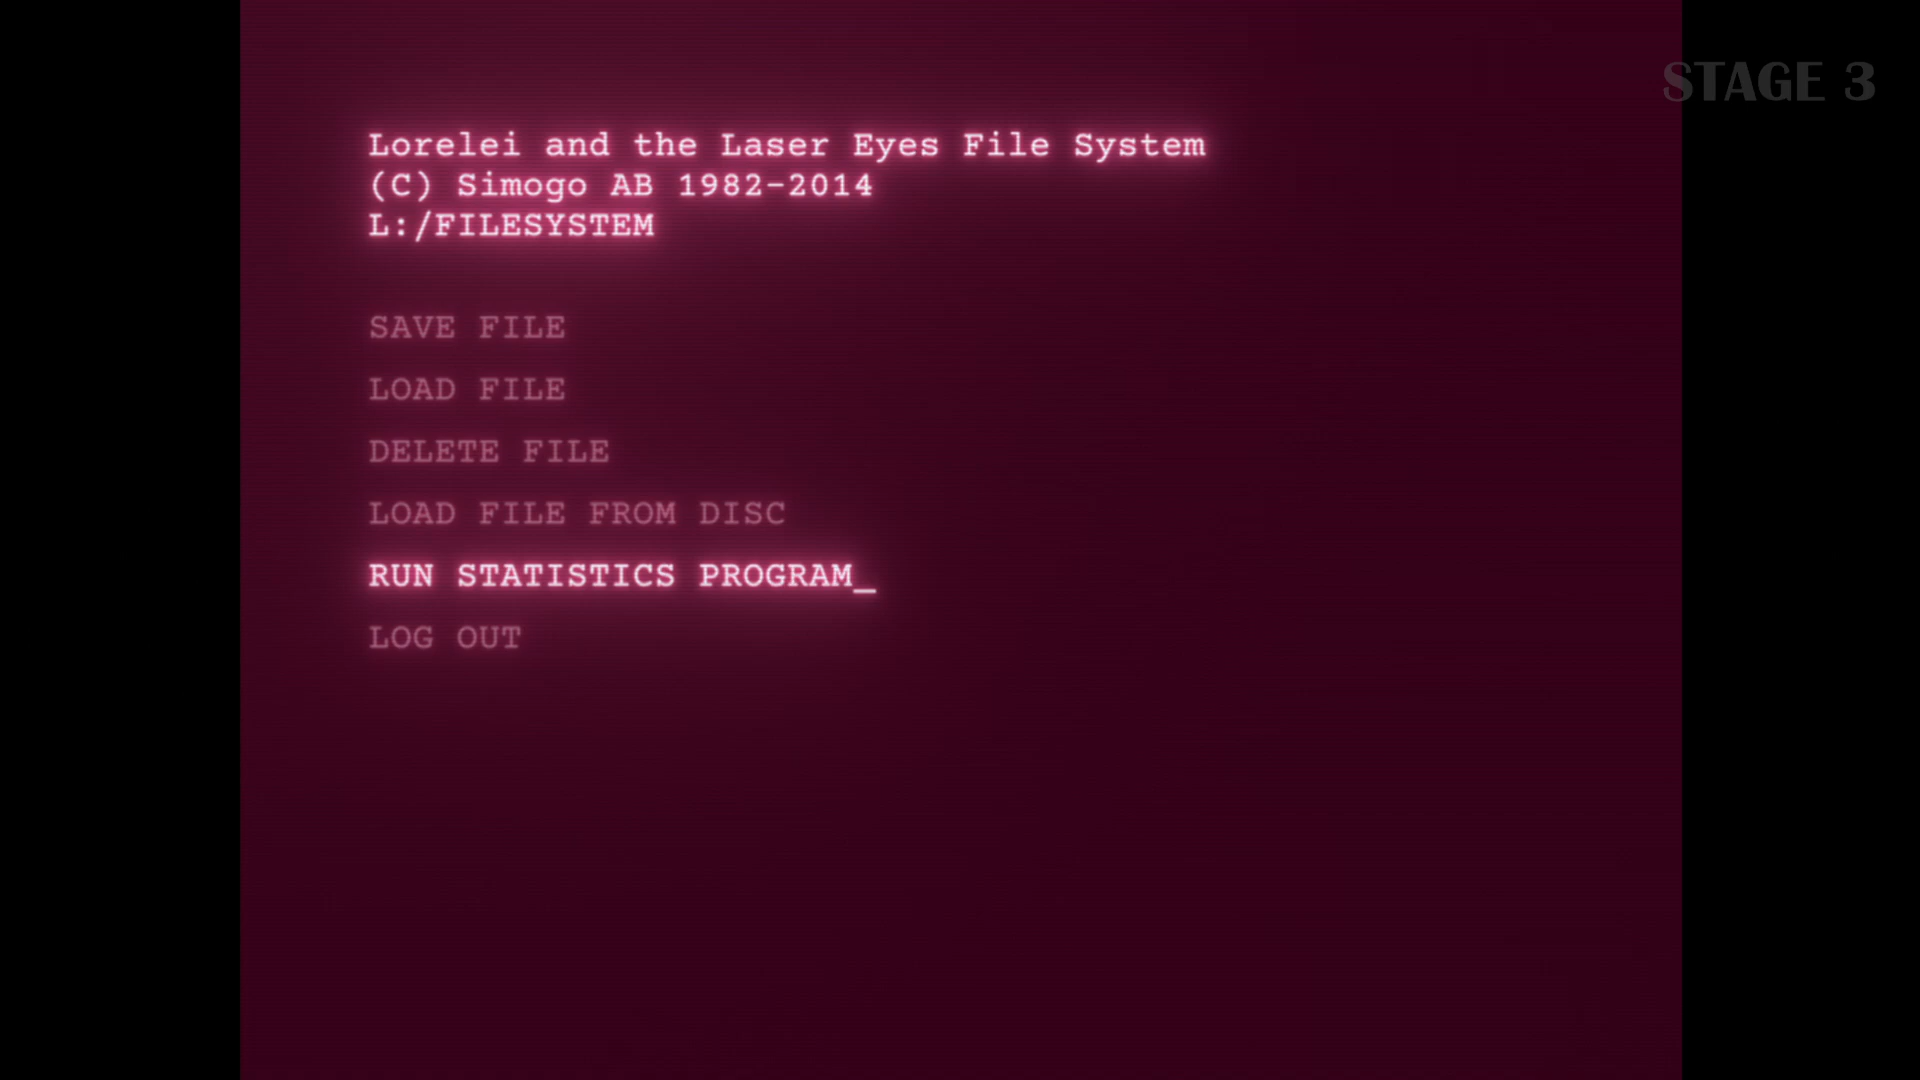 STAGE 3
Lorelei and the Laser Eyes File System
(C) Simogo AB 1982-2014
L:/FILESYSTEM
SAVE FILE
LOAD FILE
DELETE FILE
LOAD FILE FROM DISC
RUN STATISTICS PROGRAM_
LOG OUT